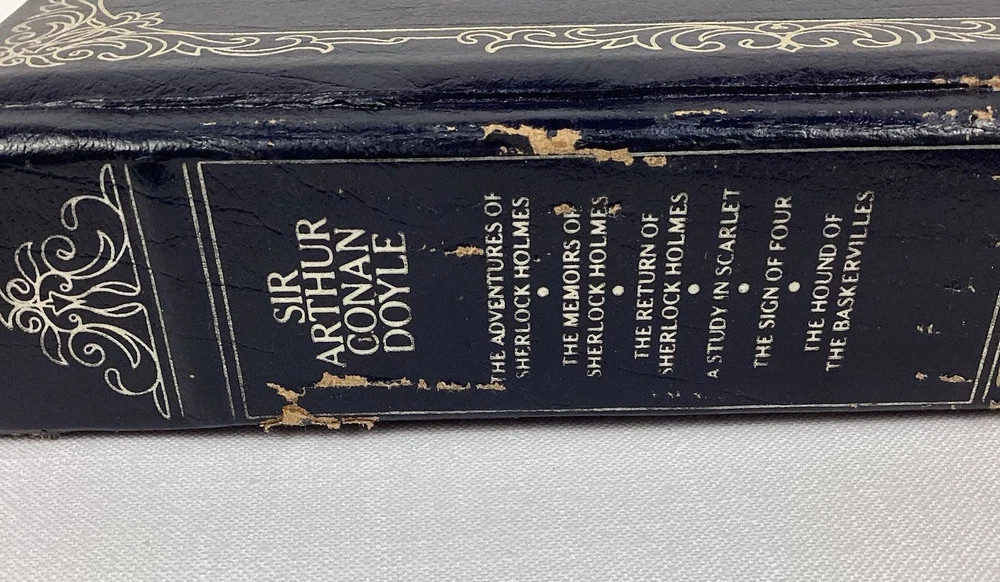 SIR
ARTHUR
CONAN
DOYLE
THE ADVENTURES OF
SHERLOCK HOLMES
•
THE MEMOIRS OF
SHERLOCK HOLMES
•
THE RETURN OF
SHERLOCK HOLMES
•
A STUDY IN SCARLET
•
THE SIGN OF FOUR
•
THE HOUND OF
THE BASKERVILLES